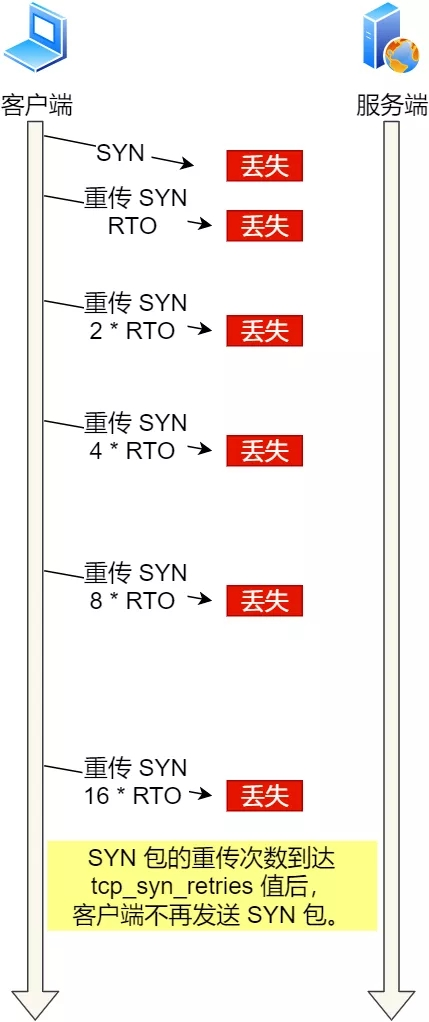 客户端
服务端
SYN
丢失
重传 SYN
RTO
丢失
重传 SYN
2 * RTO
丢失
重传 SYN
4 * RTO
丢失
重传 SYN
8 * RTO
丢失
重传 SYN
16 * RTO
丢失
SYN 包的重传次数到达
tcp_syn_retries 值后，
客户端不再发送 SYN 包。